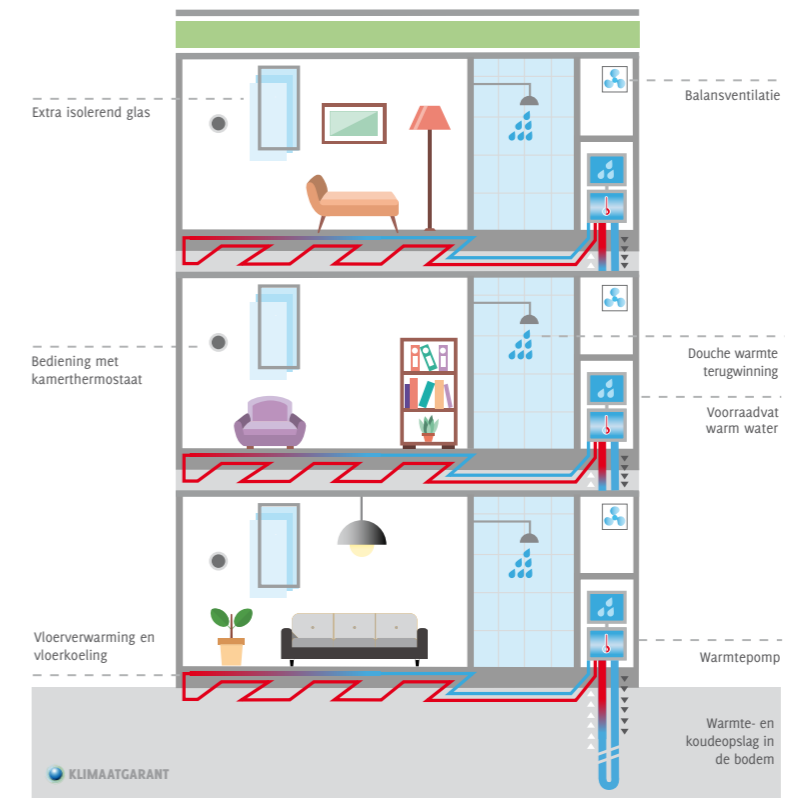 Extra isolerend glas
Balansventilatie
Bediening met
kamerthermostaat
Douche warmte
terugwinning
Voorraadvat
warm water
Vloerverwarming en
vloerkoeling
Warmtepomp
Warmte- en
koudeopslag in
de bodem
KLIMAATGARANT